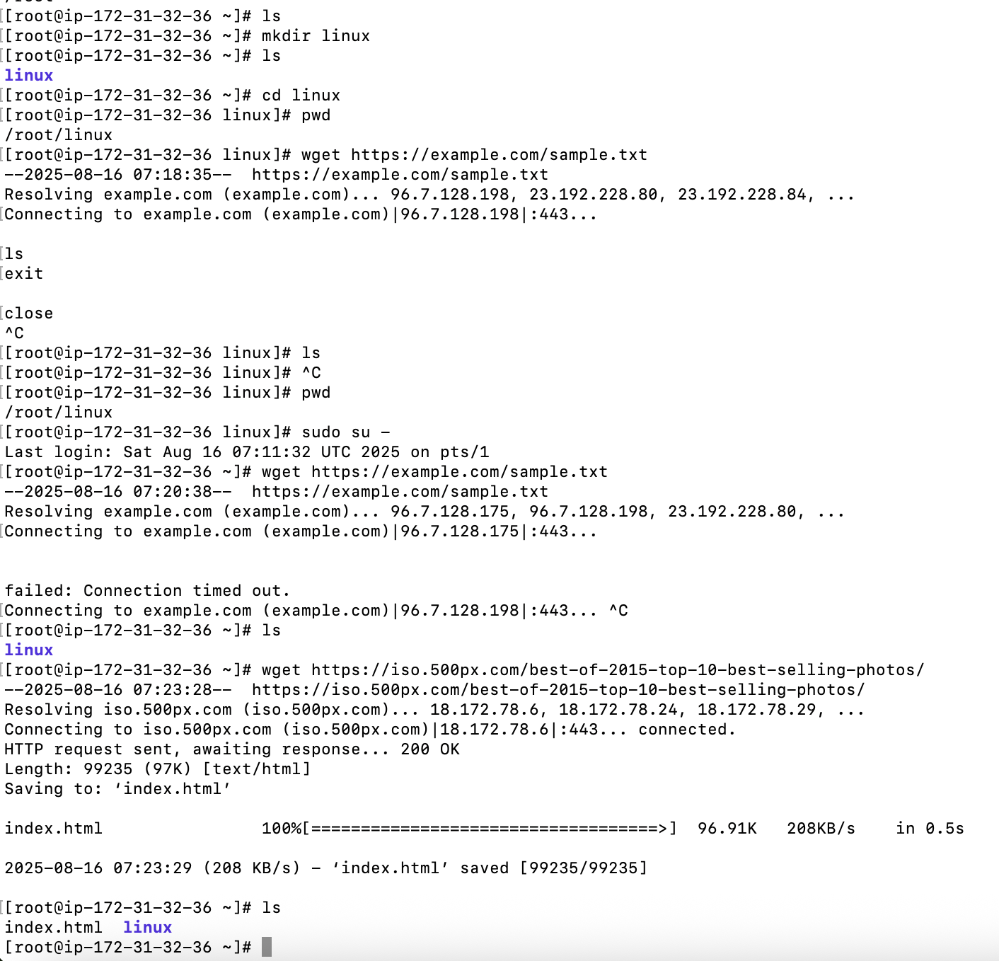 [[root@ip-172-31-32-36 ~]# ls
[[root@ip-172-31-32-36 ~]# mkdir linux
[[root@ip-172-31-32-36 ~]# ls
linux
[[root@ip-172-31-32-36 ~]# cd linux
[[root@ip-172-31-32-36 linux]# pwd
/root/linux
[[root@ip-172-31-32-36 linux]# wget https://example.com/sample.txt
--2025-08-16 07:18:35--  https://example.com/sample.txt
Resolving example.com (example.com)... 96.7.128.198, 23.192.228.80, 23.192.228.84, ...
[Connecting to example.com (example.com)|96.7.128.198|:443...
[ls
[exit
[close
^C
[[root@ip-172-31-32-36 linux]# ls
[[root@ip-172-31-32-36 linux]# ^C
[[root@ip-172-31-32-36 linux]# pwd
/root/linux
[[root@ip-172-31-32-36 linux]# sudo su -
Last login: Sat Aug 16 07:11:32 UTC 2025 on pts/1
[[root@ip-172-31-32-36 ~]# wget https://example.com/sample.txt
--2025-08-16 07:20:38--  https://example.com/sample.txt
Resolving example.com (example.com)... 96.7.128.175, 96.7.128.198, 23.192.228.80, ...
[Connecting to example.com (example.com)|96.7.128.175|:443...
failed: Connection timed out.
[Connecting to example.com (example.com)|96.7.128.198|:443... ^C
[[root@ip-172-31-32-36 ~]# ls
linux
[[root@ip-172-31-32-36 ~]# wget https://iso.500px.com/best-of-2015-top-10-best-selling-photos/
--2025-08-16 07:23:28--  https://iso.500px.com/best-of-2015-top-10-best-selling-photos/
Resolving iso.500px.com (iso.500px.com)... 18.172.78.6, 18.172.78.24, 18.172.78.29, ...
Connecting to iso.500px.com (iso.500px.com)|18.172.78.6|:443... connected.
HTTP request sent, awaiting response... 200 OK
Length: 99235 (97K) [text/html]
Saving to: ‘index.html’
index.html                100%[===================================>]  96.91K   208KB/s    in 0.5s
2025-08-16 07:23:29 (208 KB/s) - ‘index.html’ saved [99235/99235]
[[root@ip-172-31-32-36 ~]# ls
index.html  linux
[root@ip-172-31-32-36 ~]#